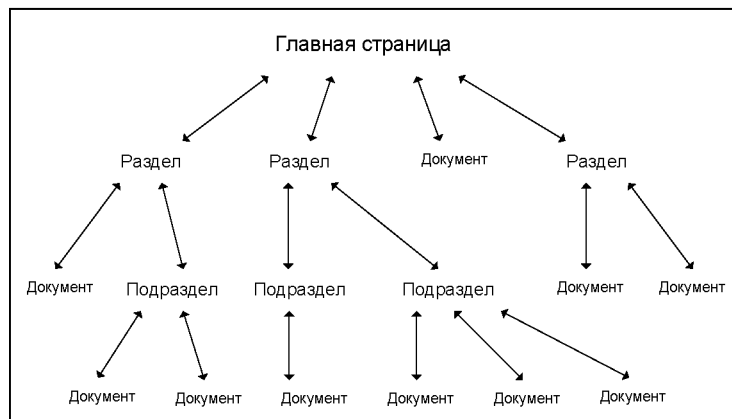 Главная страница
Раздел Раздел Документ Раздел
Документ Подраздел Подраздел Подраздел Документ Документ
Документ Документ Документ Документ Документ Документ